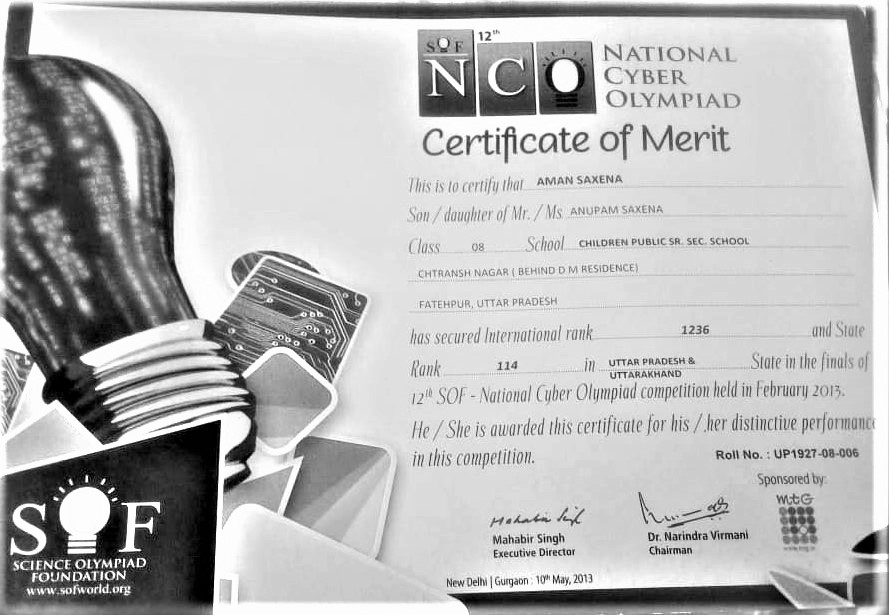 SOF
12th
NCO
NATIONAL
CYBER
OLYMPIAD
Certificate of Merit
This is to certify that AMAN SAXENA
Son / daughter of Mr. / Ms ANUPAM SAXENA
Class 08 School CHILDREN PUBLIC SR. SEC. SCHOOL
CHTRANSH NAGAR ( BEHIND D M RESIDENCE)
FATEHPUR, UTTAR PRADESH
has secured International rank 1236 and State
Rank 114 in UTTAR PRADESH & UTTARAKHAND State in the finals of
12th SOF - National Cyber Olympiad competition held in February 2013.
He / She is awarded this certificate for his / her distinctive performance
in this competition.
Roll No. : UP1927-08-006
Sponsored by:
MtG
Mahabir Singh
Mahabir Singh
Executive Director
Dr. Narindra Virmani
Chairman
New Delhi | Gurgaon : 10th May, 2013
SOF
SCIENCE OLYMPIAD
FOUNDATION
www.sofworld.org